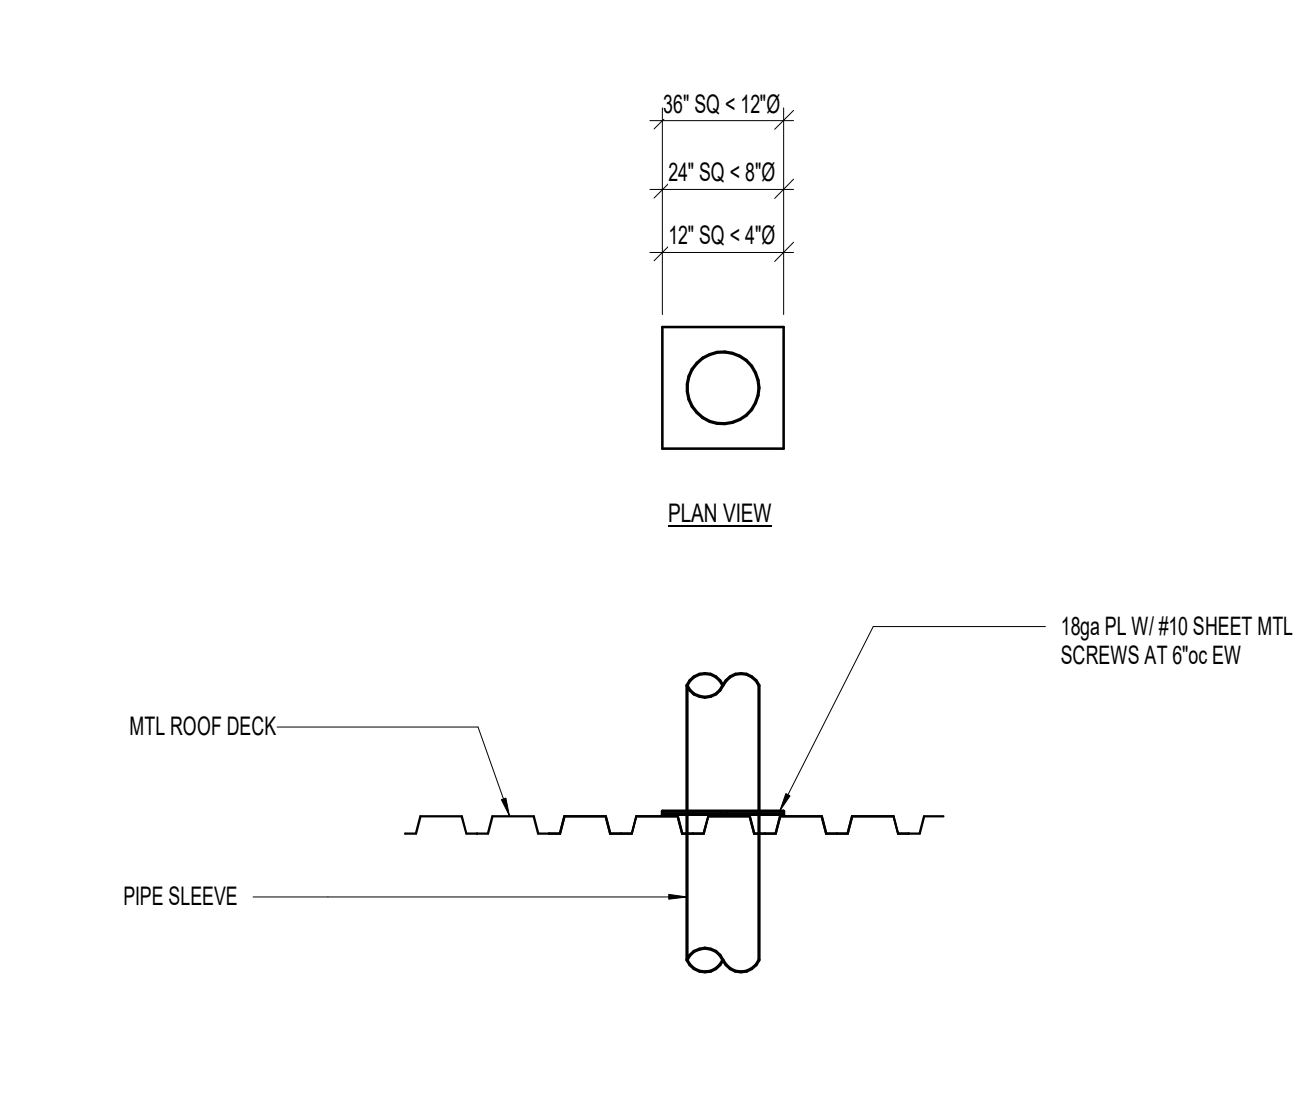 36" SQ < 12"Ø
24" SQ < 8"Ø
12" SQ < 4"Ø
PLAN VIEW
18ga PL W/ #10 SHEET MTL
SCREWS AT 6"oc EW
MTL ROOF DECK
PIPE SLEEVE